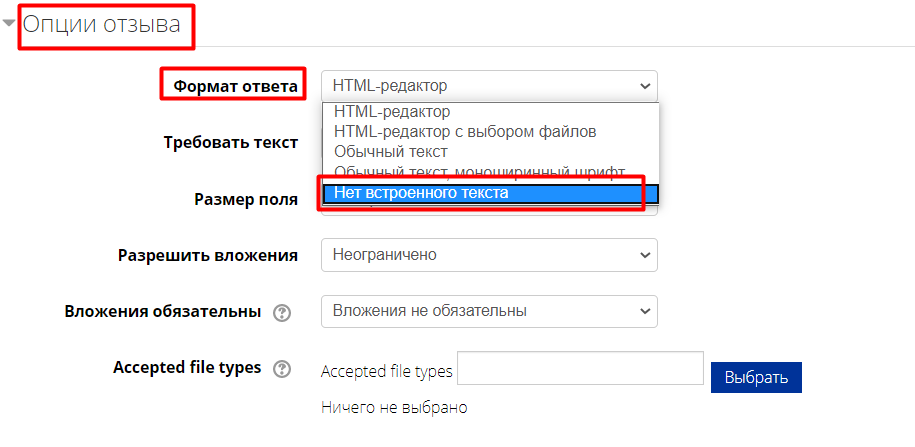 Опции отзыва
Формат ответа
HTML-редактор
HTML-редактор
HTML-редактор с выбором файлов
Обычный текст
Обычный текст, моноширинный шрифт
Нет встроенного текста
Требовать текст
Размер поля
Разрешить вложения
Неограничено
Вложения обязательны ?
Вложения не обязательны
Accepted file types ?
Accepted file types
Выбрать
Ничего не выбрано